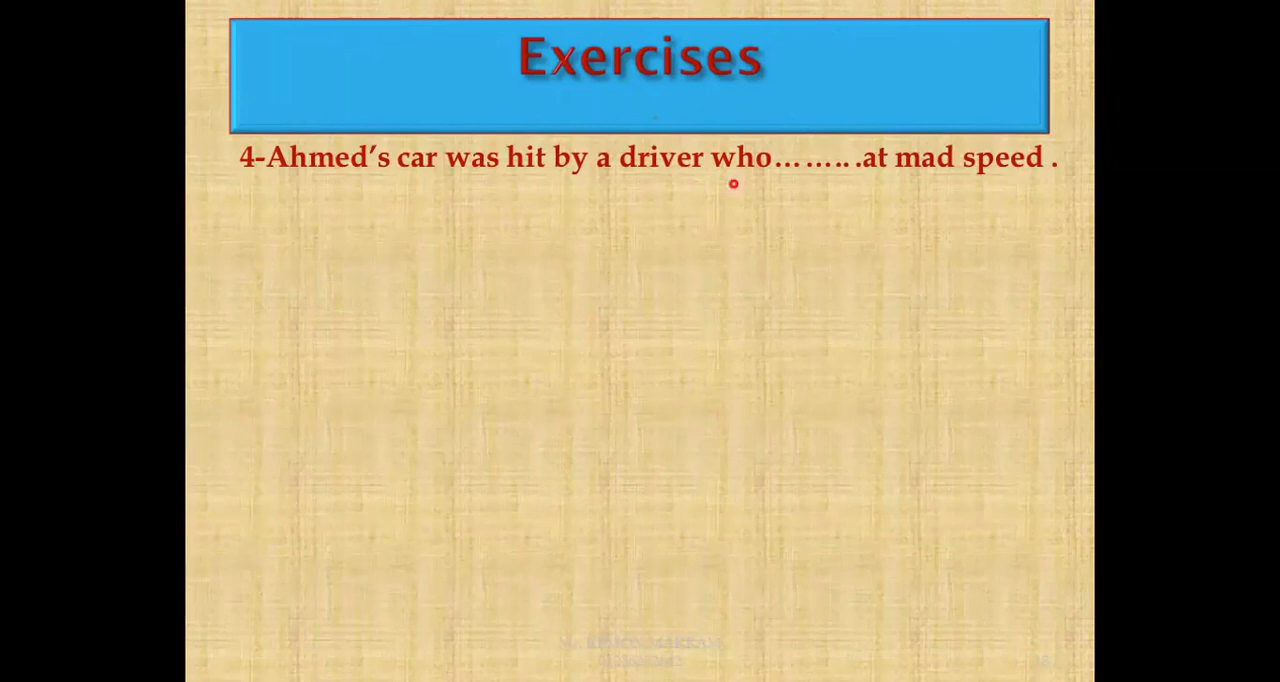 Exercises
4-Ahmed’s car was hit by a driver who…….. .at mad speed .